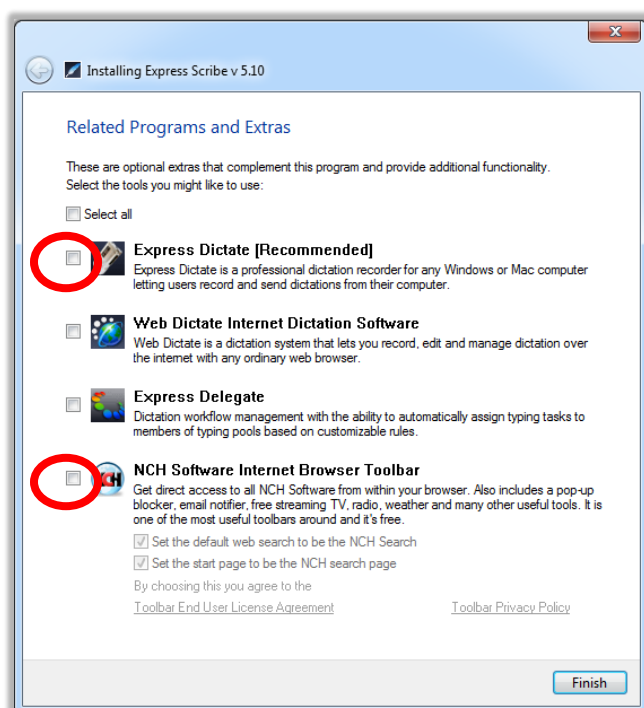 x
Installing Express Scribe v 5.10
Related Programs and Extras
These are optional extras that complement this program and provide additional functionality.
Select the tools you might like to use:
Select all
Express Dictate [Recommended]
Express Dictate is a professional dictation recorder for any Windows or Mac computer
letting users record and send dictations from their computer.
Web Dictate Internet Dictation Software
Web Dictate is a dictation system that lets you record, edit and manage dictation over
the internet with any ordinary web browser.
Express Delegate
Dictation workflow management with the ability to automatically assign typing tasks to
members of typing pools based on customizable rules.
NCH Software Internet Browser Toolbar
Get direct access to all NCH Software from within your browser. Also includes a pop-up
blocker, email notifier, free streaming TV, radio, weather and many other useful tools. It is
one of the most useful toolbars around and it's free.
Set the default web search to be the NCH Search
Set the start page to be the NCH search page
By choosing this you agree to the
Toolbar End User License Agreement Toolbar Privacy Policy
Finish